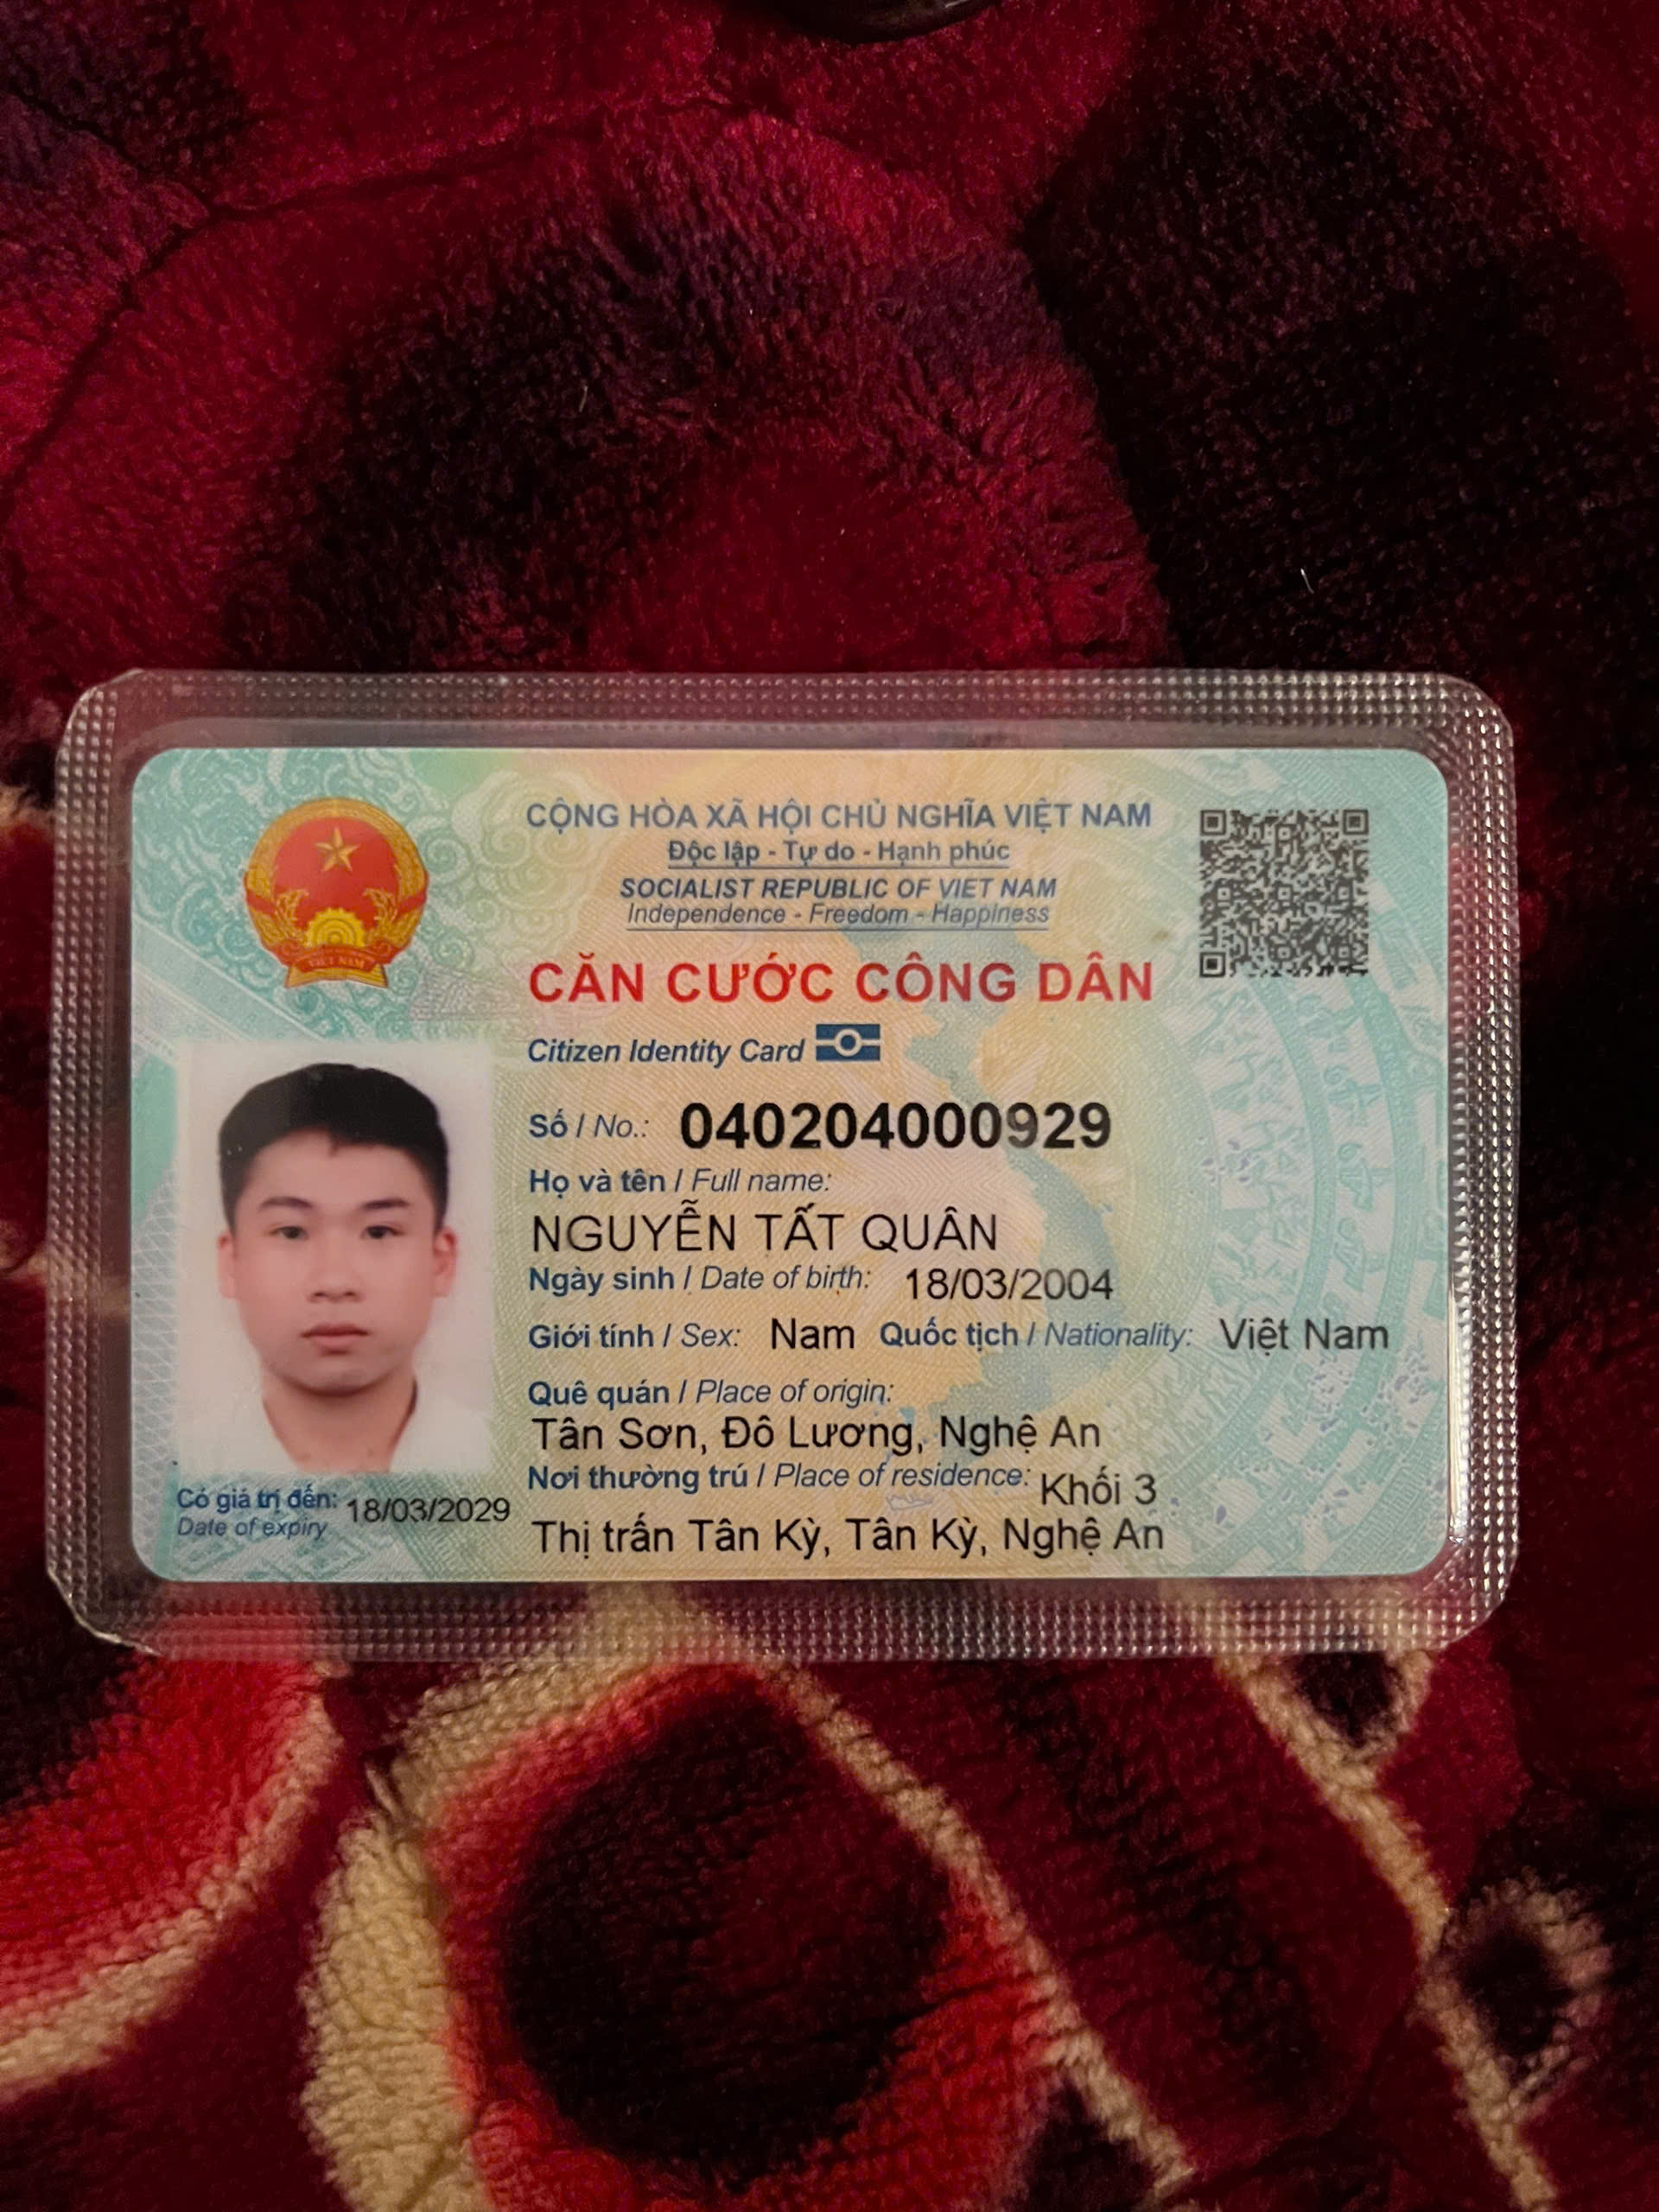 CỘNG HÒA XÃ HỘI CHỦ NGHĨA VIỆT NAM
Độc lập - Tự do - Hạnh phúc
SOCIALIST REPUBLIC OF VIET NAM
Independence - Freedom - Happiness
CĂN CƯỚC CÔNG DÂN
Citizen Identity Card
Số / No.: 040204000929
Họ và tên / Full name:
NGUYỄN TẤT QUÂN
Ngày sinh / Date of birth: 18/03/2004
Giới tính / Sex: Nam Quốc tịch / Nationality: Việt Nam
Quê quán / Place of origin:
Tân Sơn, Đô Lương, Nghệ An
Nơi thường trú / Place of residence: Khối 3
Thị trấn Tân Kỳ, Tân Kỳ, Nghệ An
Có giá trị đến: 18/03/2029
Date of expiry
VIỆT NAM